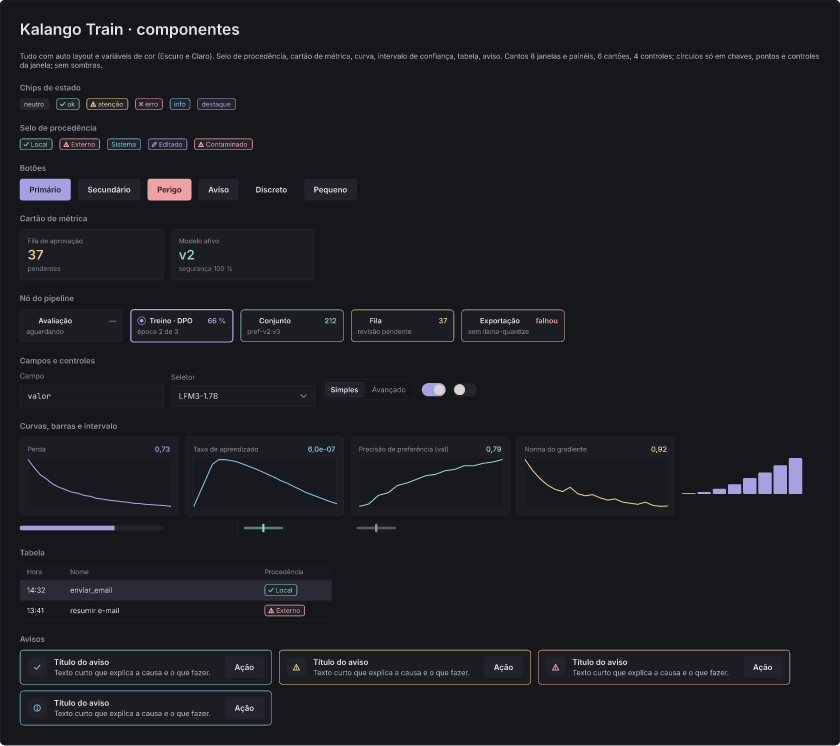 Kalango Train · componentes
Tudo com auto layout e variáveis de cor (Escuro e Claro). Selo de procedência, cartão de métrica, curva, intervalo de confiança, tabela, aviso. Cantos 8 janelas e painéis, 6 cartões, 4 controles; círculos só em chaves, pontos e controles
da janela; sem sombras.
Chips de estado
neutro ok atenção erro info destaque
Selo de procedência
Local Externo Sistema Editado Contaminado
Botões
Primário Secundário Perigo Aviso Discreto Pequeno
Cartão de métrica
Fila de aprovação
37
pendentes
Modelo ativo
v2
segurança 100 %
Nó do pipeline
Avaliação —
aguardando
Treino · DPO 66 %
época 2 de 3
Conjunto 212
pref-v2 v3
Fila 37
revisão pendente
Exportação falhou
sem llama-quantize
Campos e controles
Campo
valor
Seletor
LFM3-1.7B
Simples Avançado
Curvas, barras e intervalo
Perda 0,73
Taxa de aprendizado 6,0e-07
Precisão de preferência (val) 0,79
Norma do gradiente 0,92
Tabela
Hora Nome Procedência
14:32 enviar_email Local
13:41 resumir e-mail Externo
Avisos
Título do aviso
Texto curto que explica a causa e o que fazer.
Ação
Título do aviso
Texto curto que explica a causa e o que fazer.
Ação
Título do aviso
Texto curto que explica a causa e o que fazer.
Ação
Título do aviso
Texto curto que explica a causa e o que fazer.
Ação